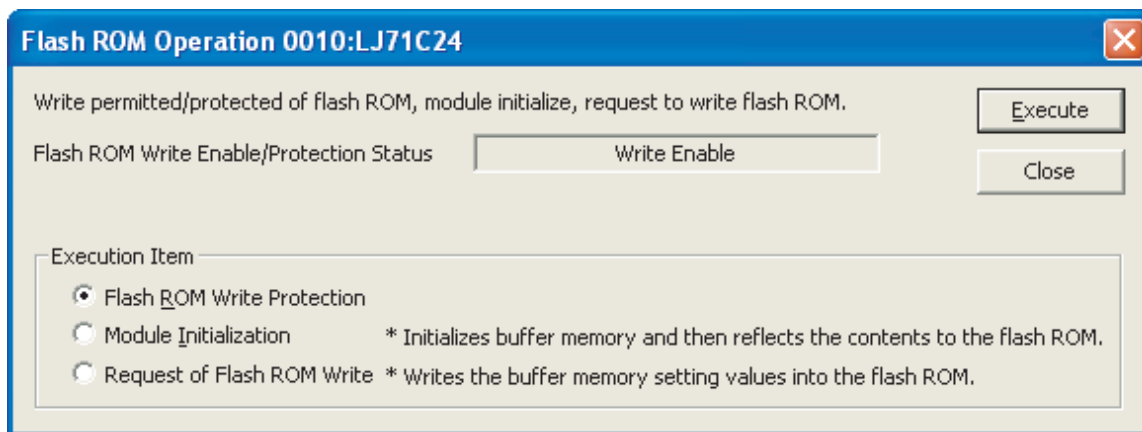 Flash ROM Operation 0010:LJ71C24
Write permitted/protected of flash ROM, module initialize, request to write flash ROM.
Execute
Flash ROM Write Enable/Protection Status Write Enable
Close
Execution Item
Flash ROM Write Protection
Module Initialization * Initializes buffer memory and then reflects the contents to the flash ROM.
Request of Flash ROM Write * Writes the buffer memory setting values into the flash ROM.